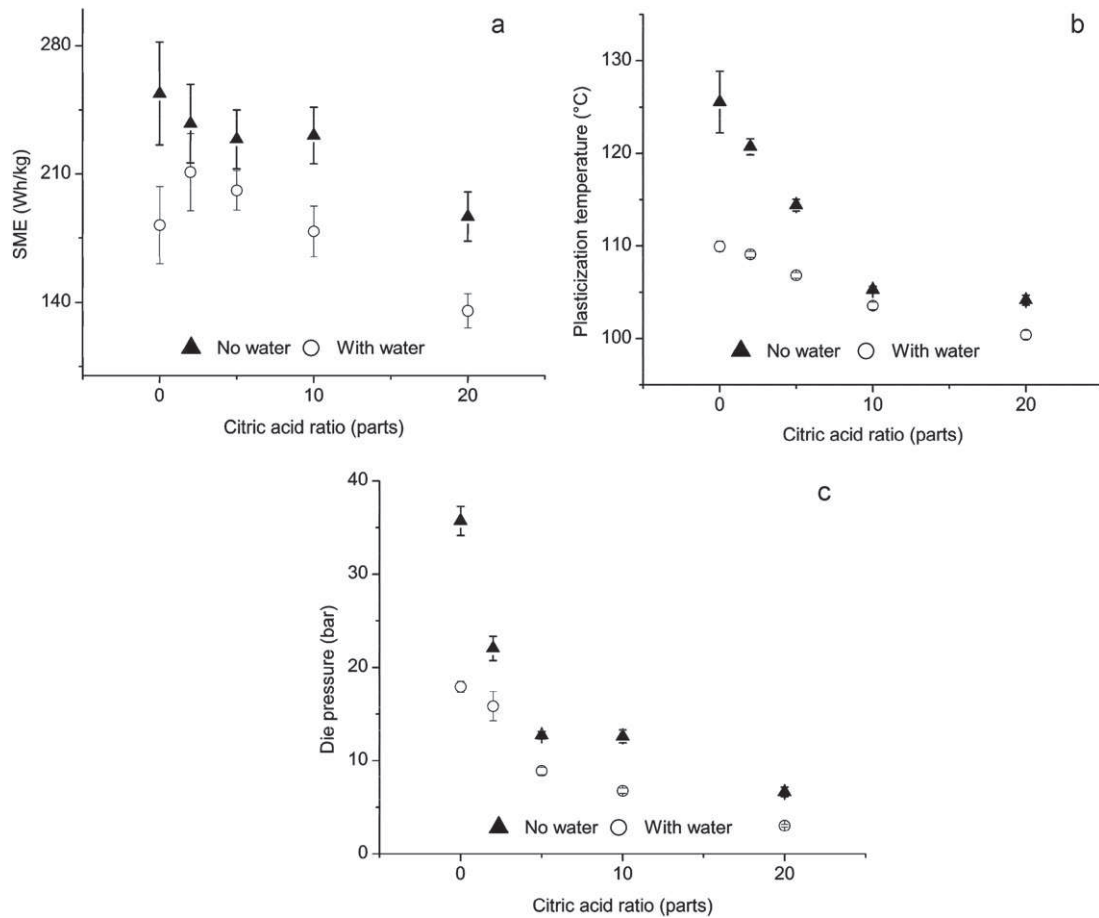 a
280
210
140
SME (Wh/kg)
No water With water
0 10 20
Citric acid ratio (parts)
b
130
120
110
100
Plasticization temperature (°C)
No water With water
0 10 20
Citric acid ratio (parts)
c
40
30
20
10
0
Die pressure (bar)
No water With water
0 10 20
Citric acid ratio (parts)